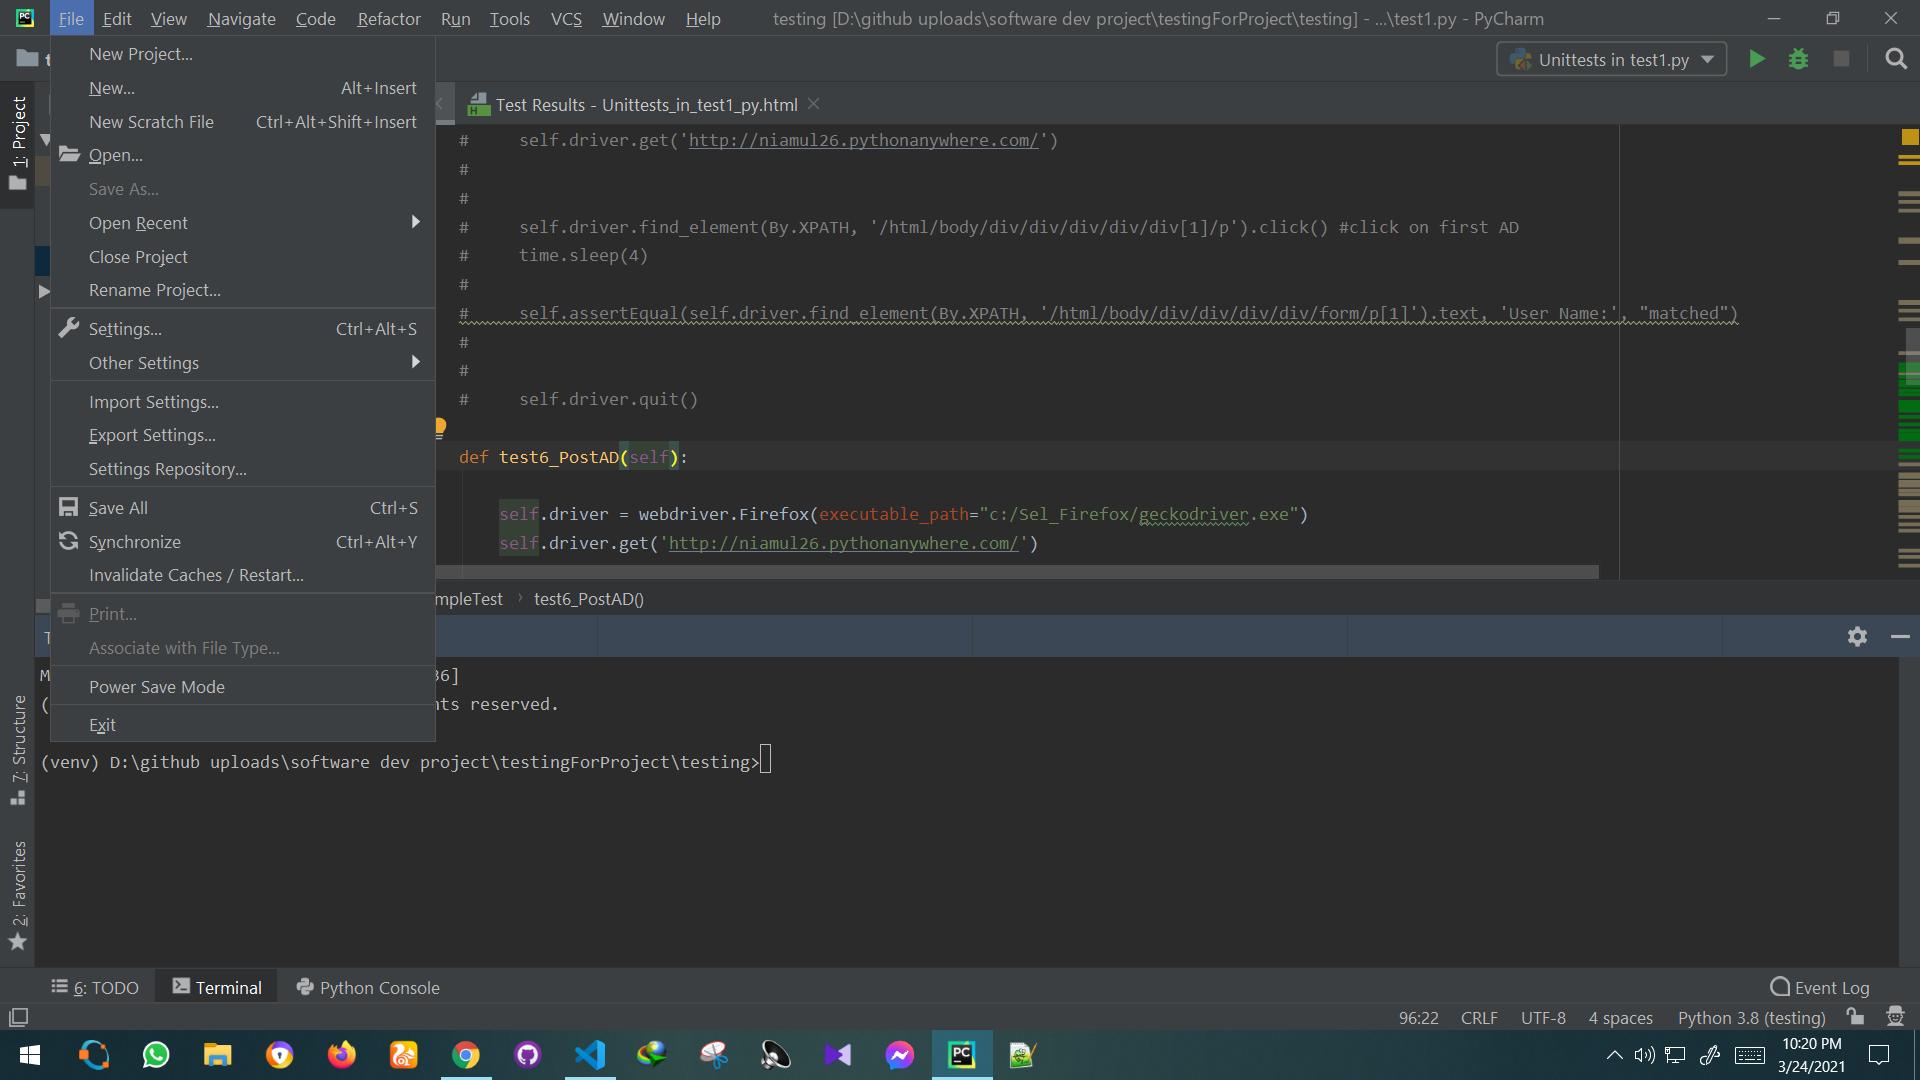 File Edit View Navigate Code Refactor Run Tools VCS Window Help testing [D:\github uploads\software dev project\testingForProject\testing] - ...\test1.py - PyCharm
Unittests in test1.py
New Project...
New... Alt+Insert
New Scratch File Ctrl+Alt+Shift+Insert
Open...
Save As...
Open Recent
Close Project
Rename Project...
Settings... Ctrl+Alt+S
Other Settings
Import Settings...
Export Settings...
Settings Repository...
Save All Ctrl+S
Synchronize Ctrl+Alt+Y
Invalidate Caches / Restart...
Print...
Associate with File Type...
Power Save Mode
Exit
1: Project
7: Structure
2: Favorites
Test Results - Unittests_in_test1_py.html
# self.driver.get('http://niamul26.pythonanywhere.com/')
#
#
# self.driver.find_element(By.XPATH, '/html/body/div/div/div/div/div[1]/p').click() #click on first AD
# time.sleep(4)
#
# self.assertEqual(self.driver.find_element(By.XPATH, '/html/body/div/div/div/div/form/p[1]').text, 'User Name:', "matched")
#
#
# self.driver.quit()
def test6_PostAD(self):
self.driver = webdriver.Firefox(executable_path="c:/Sel_Firefox/geckodriver.exe")
self.driver.get('http://niamul26.pythonanywhere.com/')
mpleTest › test6_PostAD()
M 36]
( nts reserved.
(venv) D:\github uploads\software dev project\testingForProject\testing>
6: TODO Terminal Python Console Event Log
96:22 CRLF UTF-8 4 spaces Python 3.8 (testing)
10:20 PM
3/24/2021